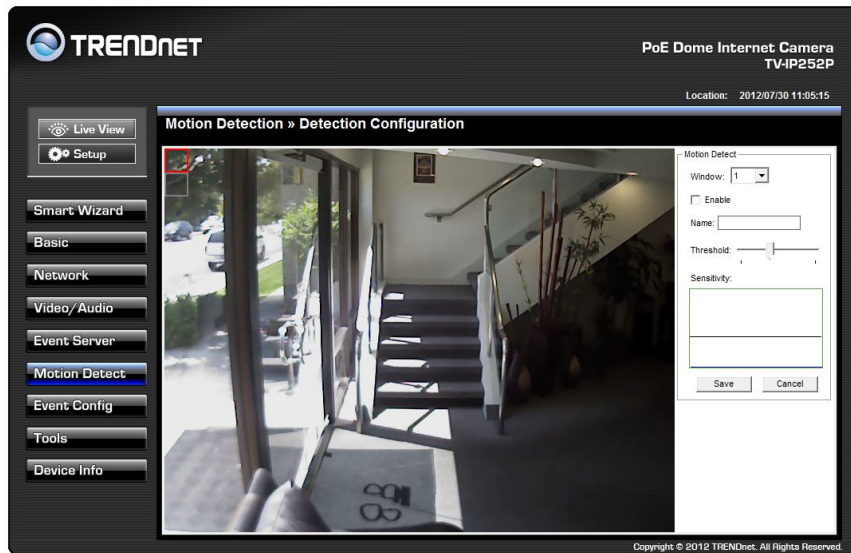 TRENDnet
PoE Dome Internet Camera
TV-IP252P
Location: 2012/07/30 11:05:15
Live View
Setup
Motion Detection » Detection Configuration
Smart Wizard
Basic
Network
Video/Audio
Event Server
Motion Detect
Event Config
Tools
Device Info
Motion Detect
Window: 1
Enable
Name:
Threshold:
Sensitivity:
Save Cancel
Copyright © 2012 TRENDnet. All Rights Reserved.